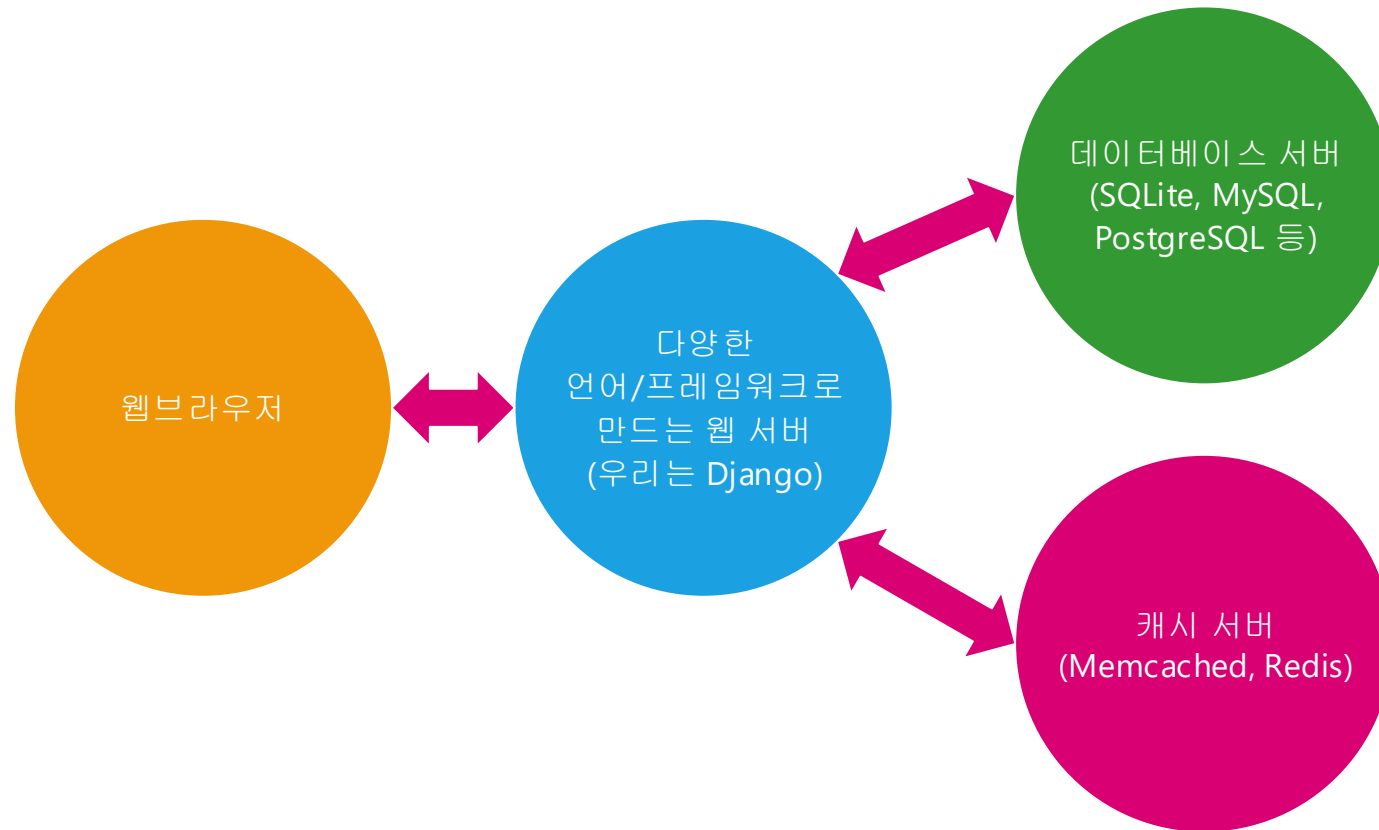 웹브라우저
다양한
언어/프레임워크로
만드는 웹 서버
(우리는 Django)
데이터베이스 서버
(SQLite, MySQL,
PostgreSQL 등)
캐시 서버
(Memcached, Redis)